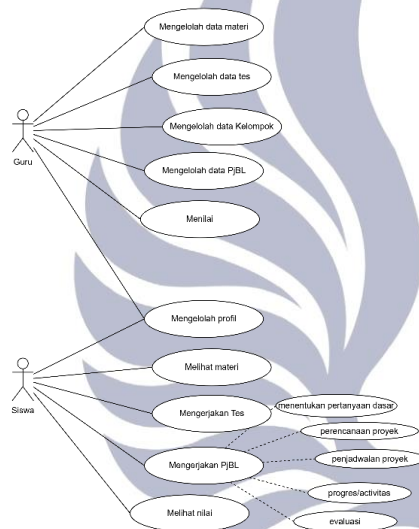 Mengelolah data materi
Mengelolah data tes
Mengelolah data Kelompok
Guru
Mengelolah data PjBL
Menilai
Mengelolah profil
Melihat materi
Siswa
Mengerjakan Tes
menentukan pertanyaan dasar
perencanaan proyek
Mengerjakan PjBL
penjadwalan proyek
progres/activitas
Melihat nilai
evaluasi